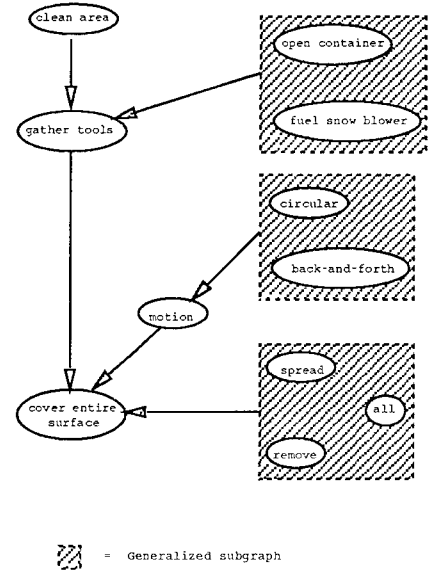 clean area
open container
gather tools
fuel snow blower
circular
back-and-forth
motion
spread
all
cover entire
surface
remove
= Generalized subgraph